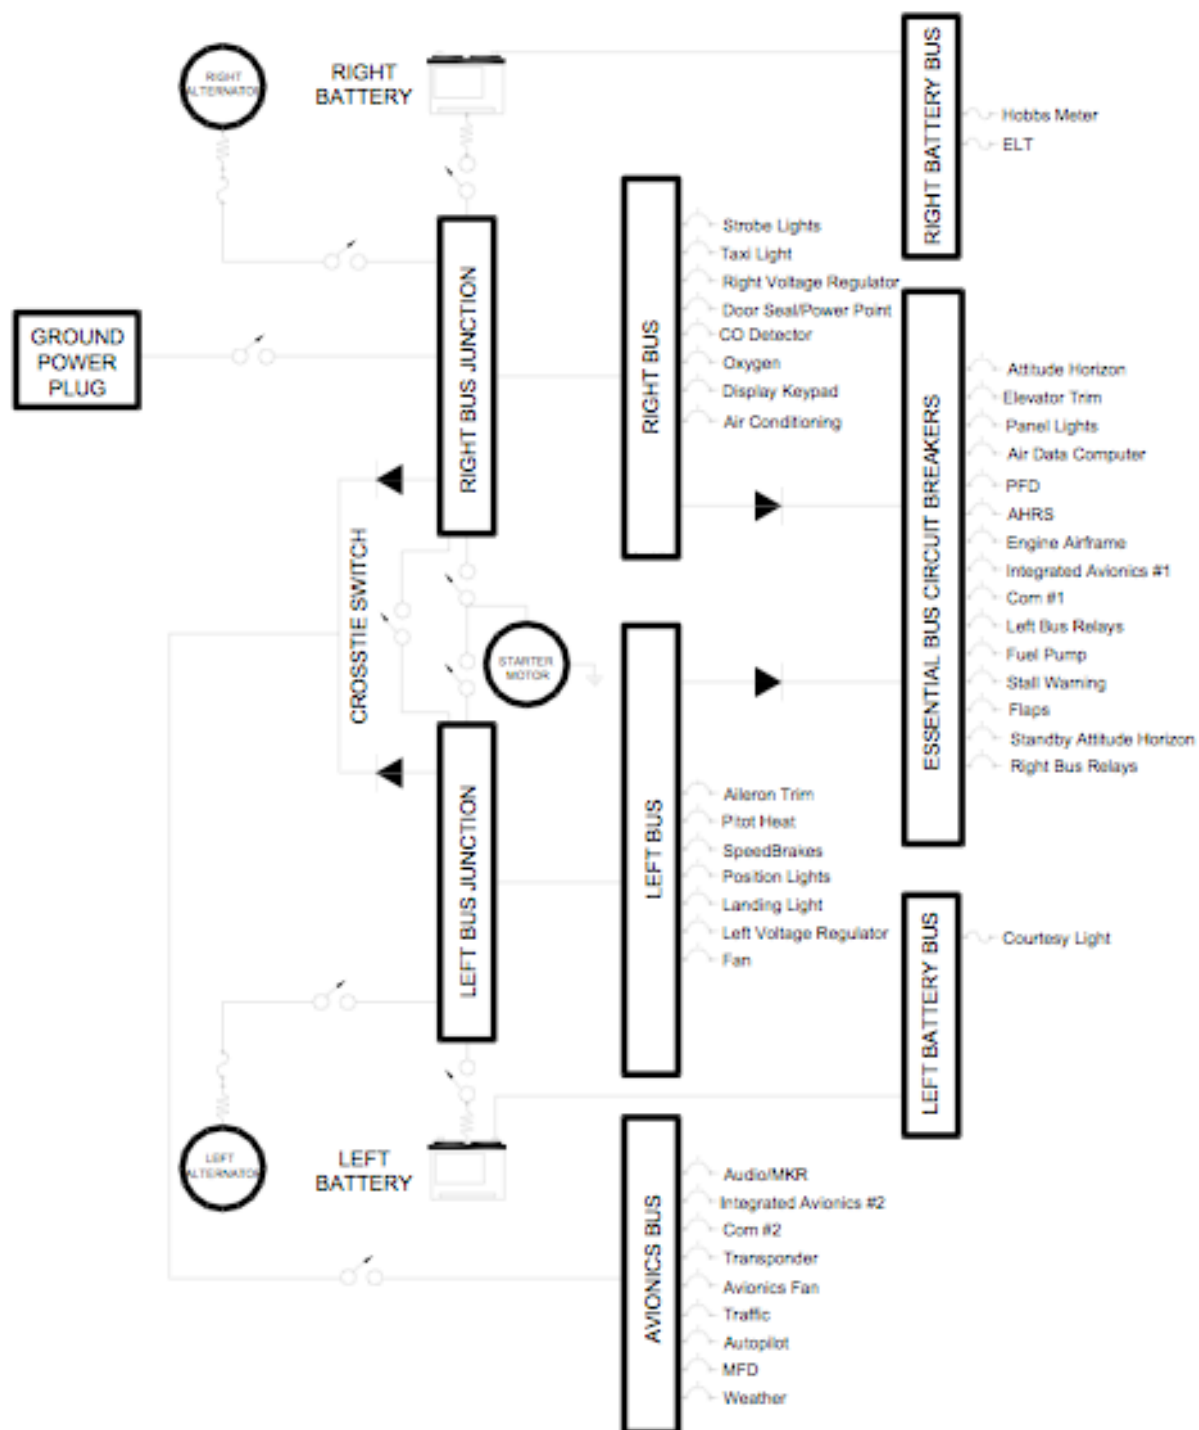 RIGHT
ALTERNATOR
RIGHT
BATTERY
RIGHT BATTERY BUS
Hobbs Meter
ELT
GROUND
POWER
PLUG
RIGHT BUS JUNCTION
RIGHT BUS
Strobe Lights
Taxi Light
Right Voltage Regulator
Door Seal/Power Point
CO Detector
Oxygen
Display Keypad
Air Conditioning
ESSENTIAL BUS CIRCUIT BREAKERS
Attitude Horizon
Elevator Trim
Panel Lights
Air Data Computer
PFD
AHRS
Engine Airframe
Integrated Avionics #1
Com #1
Left Bus Relays
Fuel Pump
Stall Warning
Flaps
Standby Attitude Horizon
Right Bus Relays
CROSSTIE SWITCH
STARTER
MOTOR
LEFT BUS JUNCTION
LEFT BUS
Aileron Trim
Pitot Heat
SpeedBrakes
Position Lights
Landing Light
Left Voltage Regulator
Fan
LEFT BATTERY BUS
Courtesy Light
LEFT
ALTERNATOR
LEFT
BATTERY
AVIONICS BUS
Audio/MKR
Integrated Avionics #2
Com #2
Transponder
Avionics Fan
Traffic
Autopilot
MFD
Weather